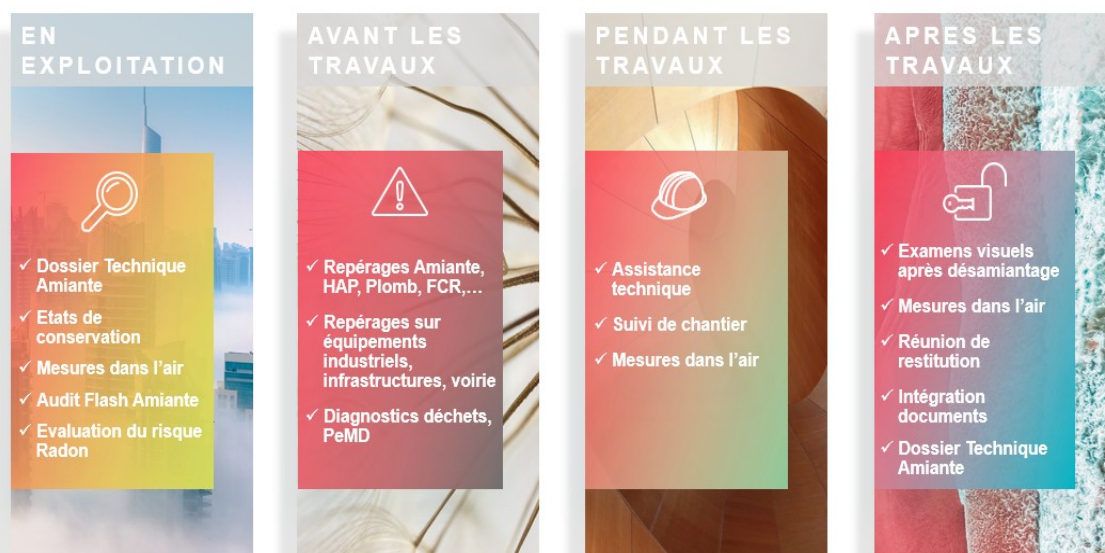 EN
EXPLOITATION
✓ Dossier Technique
Amiante
✓ Etats de
conservation
✓ Mesures dans l’air
✓ Audit Flash Amiante
✓ Evaluation du risque
Radon
AVANT LES
TRAVAUX
✓ Repérages Amiante,
HAP, Plomb, FCR,…
✓ Repérages sur
équipements
industriels,
infrastructures, voirie
✓ Diagnostics déchets,
PeMD
PENDANT LES
TRAVAUX
✓ Assistance
technique
✓ Suivi de chantier
✓ Mesures dans l’air
APRES LES
TRAVAUX
✓ Examens visuels
après désamiantage
✓ Mesures dans l’air
✓ Réunion de
restitution
✓ Intégration
documents
✓ Dossier Technique
Amiante